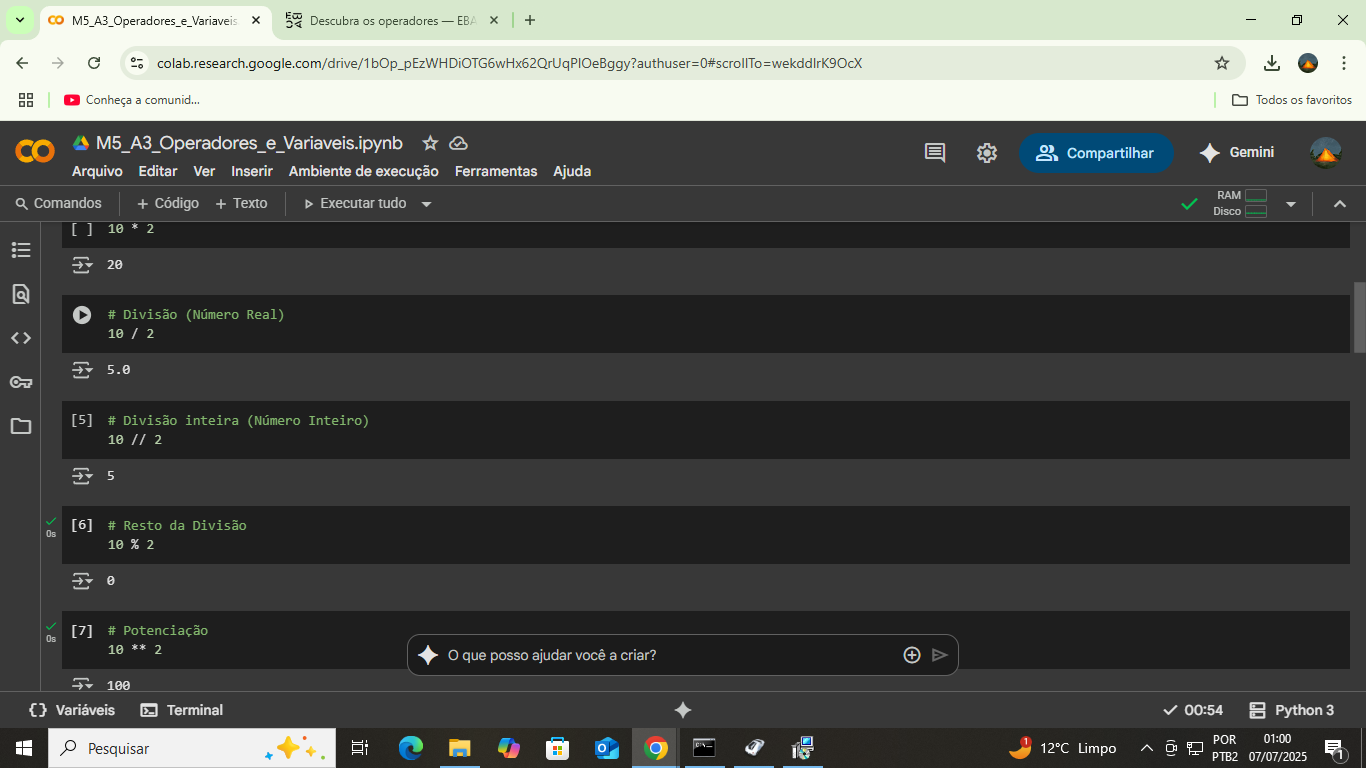 M5_A3_Operadores_e_Variaveis.
Descubra os operadores — EBA
colab.research.google.com/drive/1bOp_pEzWHDiOTG6wHx62QrUqPlOeBggy?authuser=0#scrollTo=wekddlrK9OcX
Conheça a comunid...
Todos os favoritos
M5_A3_Operadores_e_Variaveis.ipynb
Arquivo Editar Ver Inserir Ambiente de execução Ferramentas Ajuda
Compartilhar
Gemini
Comandos + Código + Texto Executar tudo
RAM
Disco
[ ] 10 * 2
20
# Divisão (Número Real)
10 / 2
5.0
[5] # Divisão inteira (Número Inteiro)
10 // 2
5
[6] # Resto da Divisão
0s
10 % 2
0
[7] # Potenciação
0s
10 ** 2
100
O que posso ajudar você a criar?
{} Variáveis Terminal
00:54 Python 3
Pesquisar
1
12°C Limpo
POR
PTB2
01:00
07/07/2025
1